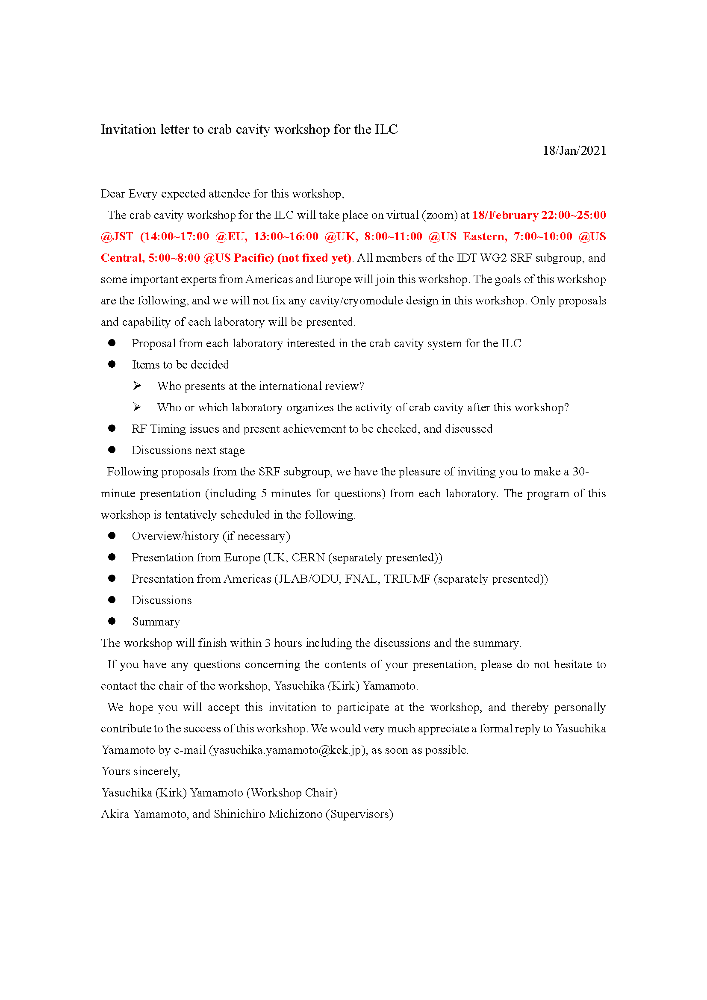 Invitation letter to crab cavity workshop for the ILC
18/Jan/2021
Dear Every expected attendee for this workshop,
The crab cavity workshop for the ILC will take place on virtual (zoom) at 18/February 22:00~25:00
@JST (14:00~17:00 @EU, 13:00~16:00 @UK, 8:00~11:00 @US Eastern, 7:00~10:00 @US
Central, 5:00~8:00 @US Pacific) (not fixed yet). All members of the IDT WG2 SRF subgroup, and
some important experts from Americas and Europe will join this workshop. The goals of this workshop
are the following, and we will not fix any cavity/cryomodule design in this workshop. Only proposals
and capability of each laboratory will be presented.
● Proposal from each laboratory interested in the crab cavity system for the ILC
● Items to be decided
➢ Who presents at the international review?
➢ Who or which laboratory organizes the activity of crab cavity after this workshop?
● RF Timing issues and present achievement to be checked, and discussed
● Discussions next stage
Following proposals from the SRF subgroup, we have the pleasure of inviting you to make a 30-
minute presentation (including 5 minutes for questions) from each laboratory. The program of this
workshop is tentatively scheduled in the following.
● Overview/history (if necessary)
● Presentation from Europe (UK, CERN (separately presented))
● Presentation from Americas (JLAB/ODU, FNAL, TRIUMF (separately presented))
● Discussions
● Summary
The workshop will finish within 3 hours including the discussions and the summary.
If you have any questions concerning the contents of your presentation, please do not hesitate to
contact the chair of the workshop, Yasuchika (Kirk) Yamamoto.
We hope you will accept this invitation to participate at the workshop, and thereby personally
contribute to the success of this workshop. We would very much appreciate a formal reply to Yasuchika
Yamamoto by e-mail (yasuchika.yamamoto@kek.jp), as soon as possible.
Yours sincerely,
Yasuchika (Kirk) Yamamoto (Workshop Chair)
Akira Yamamoto, and Shinichiro Michizono (Supervisors)